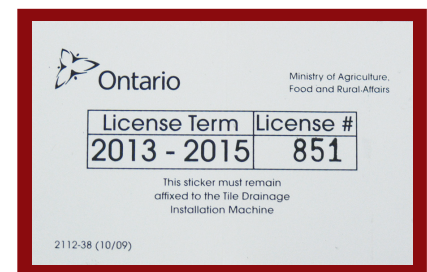 Ontario
Ministry of Agriculture,
Food and Rural Affairs
License Term License #
2013 - 2015 851
This sticker must remain
affixed to the Tile Drainage
Installation Machine
2112-38 (10/09)